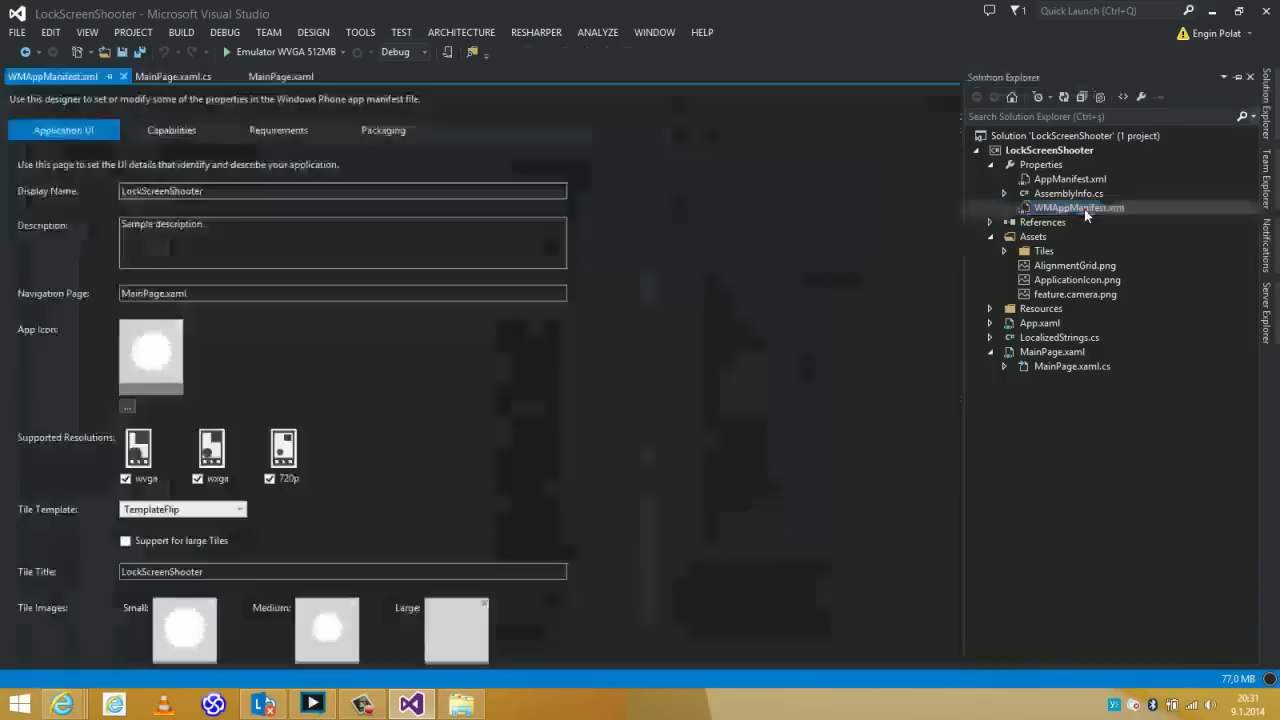 LockScreenShooter - Microsoft Visual Studio
1
Quick Launch (Ctrl+Q)
FILE EDIT VIEW PROJECT BUILD DEBUG TEAM DESIGN TOOLS TEST ARCHITECTURE RESHARPER ANALYZE WINDOW HELP
Engin Polat
Emulator WVGA 512MB
Debug
WMAppManifest.xml
MainPage.xaml.cs
MainPage.xaml
Use this designer to set or modify some of the properties in the Windows Phone app manifest file.
Application UI
Capabilities
Requirements
Packaging
Use this page to set the UI details that identify and describe your application.
Display Name: LockScreenShooter
Description: Sample description
Navigation Page: MainPage.xaml
App Icon:
...
Supported Resolutions:
wvga
wxga
720p
Tile Template: TemplateFlip
Support for large Tiles
Tile Title: LockScreenShooter
Tile Images: Small: Medium: Large:
Solution Explorer
Search Solution Explorer (Ctrl+ş)
Solution 'LockScreenShooter' (1 project)
LockScreenShooter
Properties
AppManifest.xml
AssemblyInfo.cs
WMAppManifest.xml
References
Assets
Tiles
AlignmentGrid.png
ApplicationIcon.png
feature.camera.png
Resources
App.xaml
LocalizedStrings.cs
MainPage.xaml
MainPage.xaml.cs
Solution Explorer
Team Explorer
Notifications
Server Explorer
77,0 MB
20:31
9.1.2014